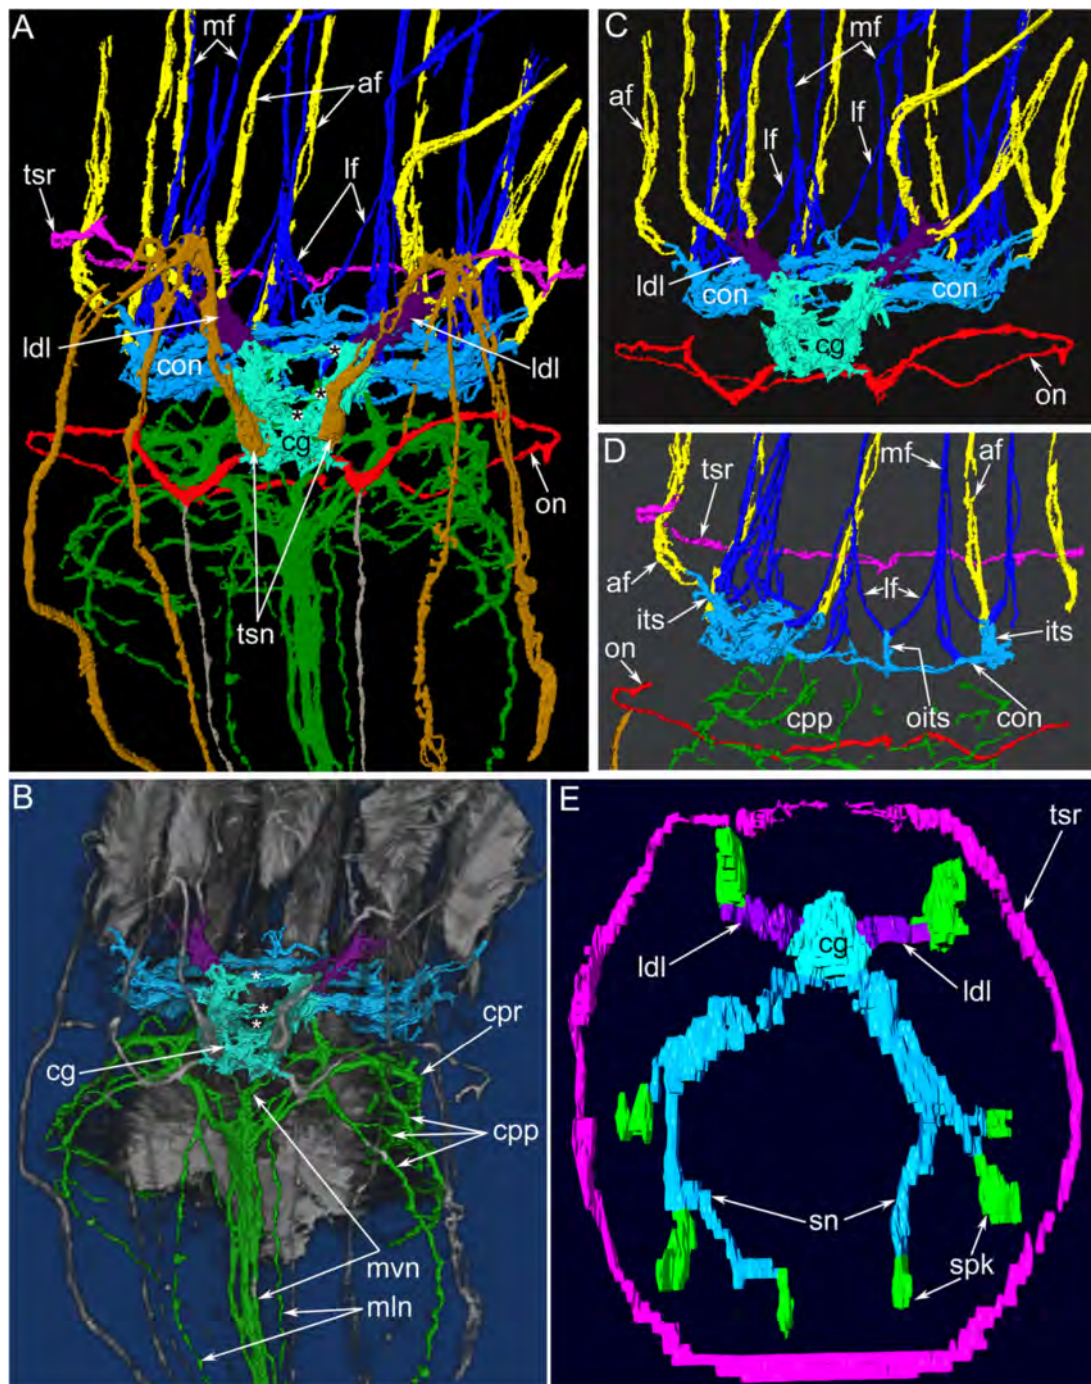 A
mf
af
tsr
lf
ldl
con
ldl
*
*
*
cg
on
tsn
C
mf
af
lf
lf
ldl
con
con
cg
on
D
mf
af
tsr
af
its
lf
its
on
cpp
oits
con
B
*
*
*
cpr
cg
cpp
mvn
mln
E
tsr
cg
ldl
ldl
sn
spk